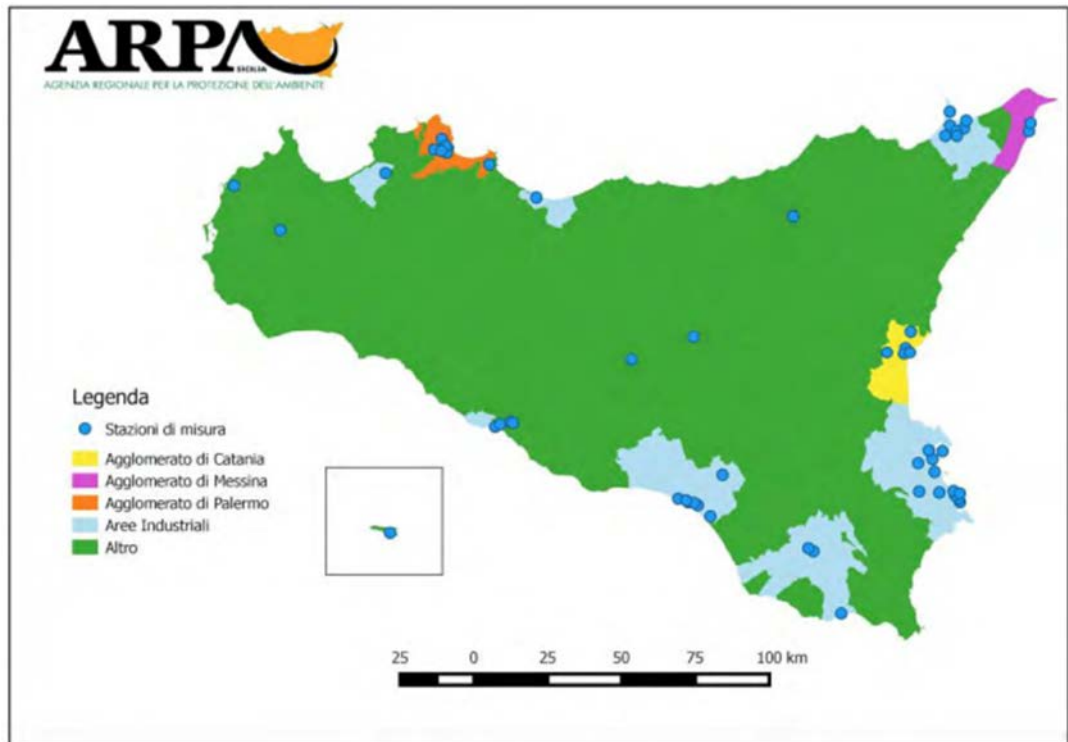 ARPA
SICILIA
AGENZIA REGIONALE PER LA PROTEZIONE DELL'AMBIENTE
Legenda
Stazioni di misura
Agglomerato di Catania
Agglomerato di Messina
Agglomerato di Palermo
Aree Industriali
Altro
25 0 25 50 75 100 km